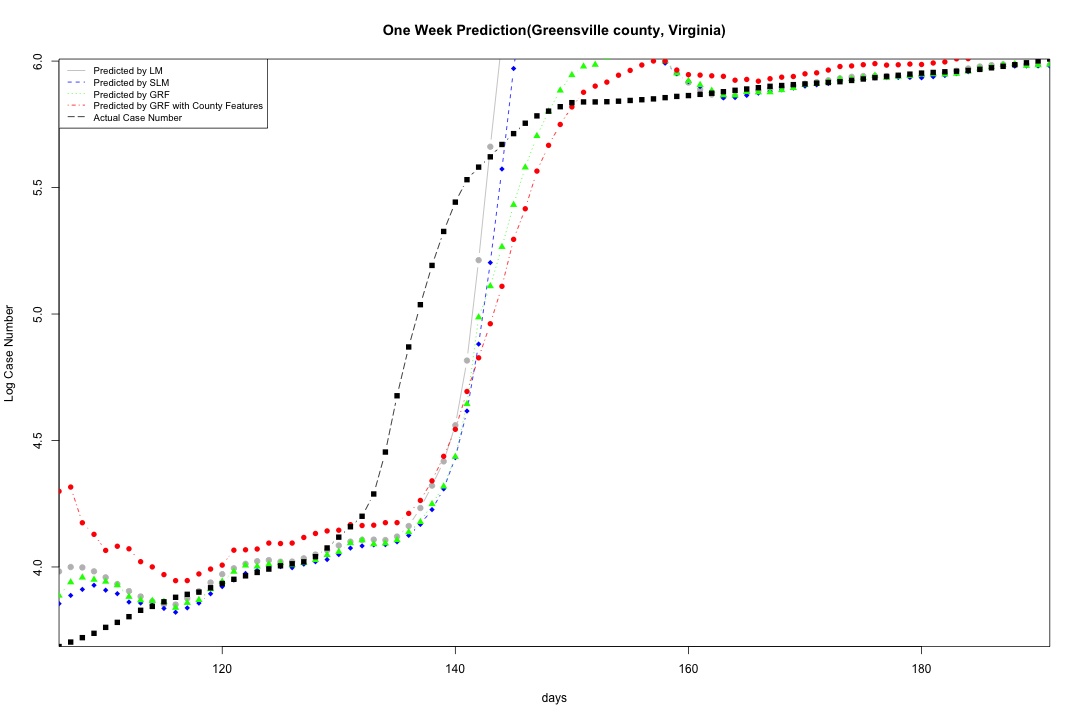 One Week Prediction(Greensville county, Virginia)
Predicted by LM
Predicted by SLM
Predicted by GRF
Predicted by GRF with County Features
Actual Case Number
6.0
5.5
5.0
4.5
4.0
Log Case Number
120
140
160
180
days